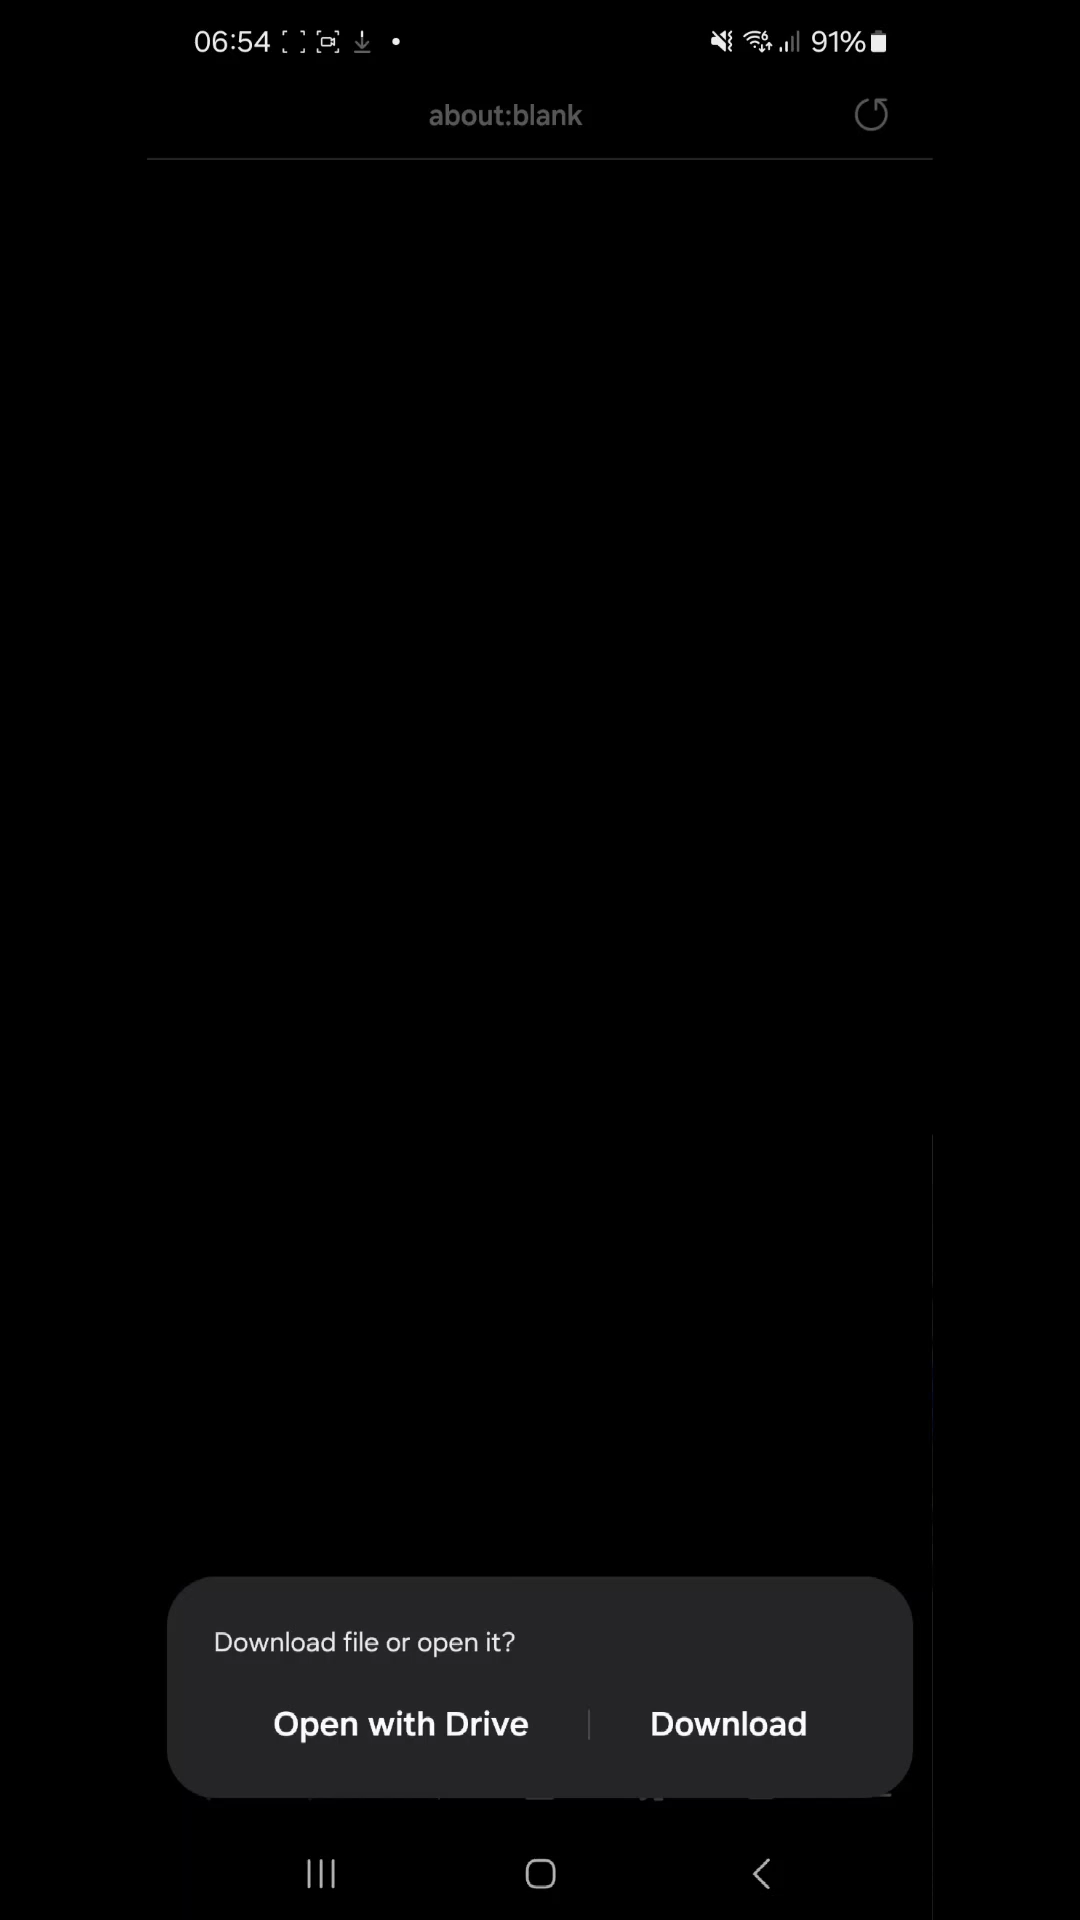 06:54
91%
about:blank
Download file or open it?
Open with Drive
Download